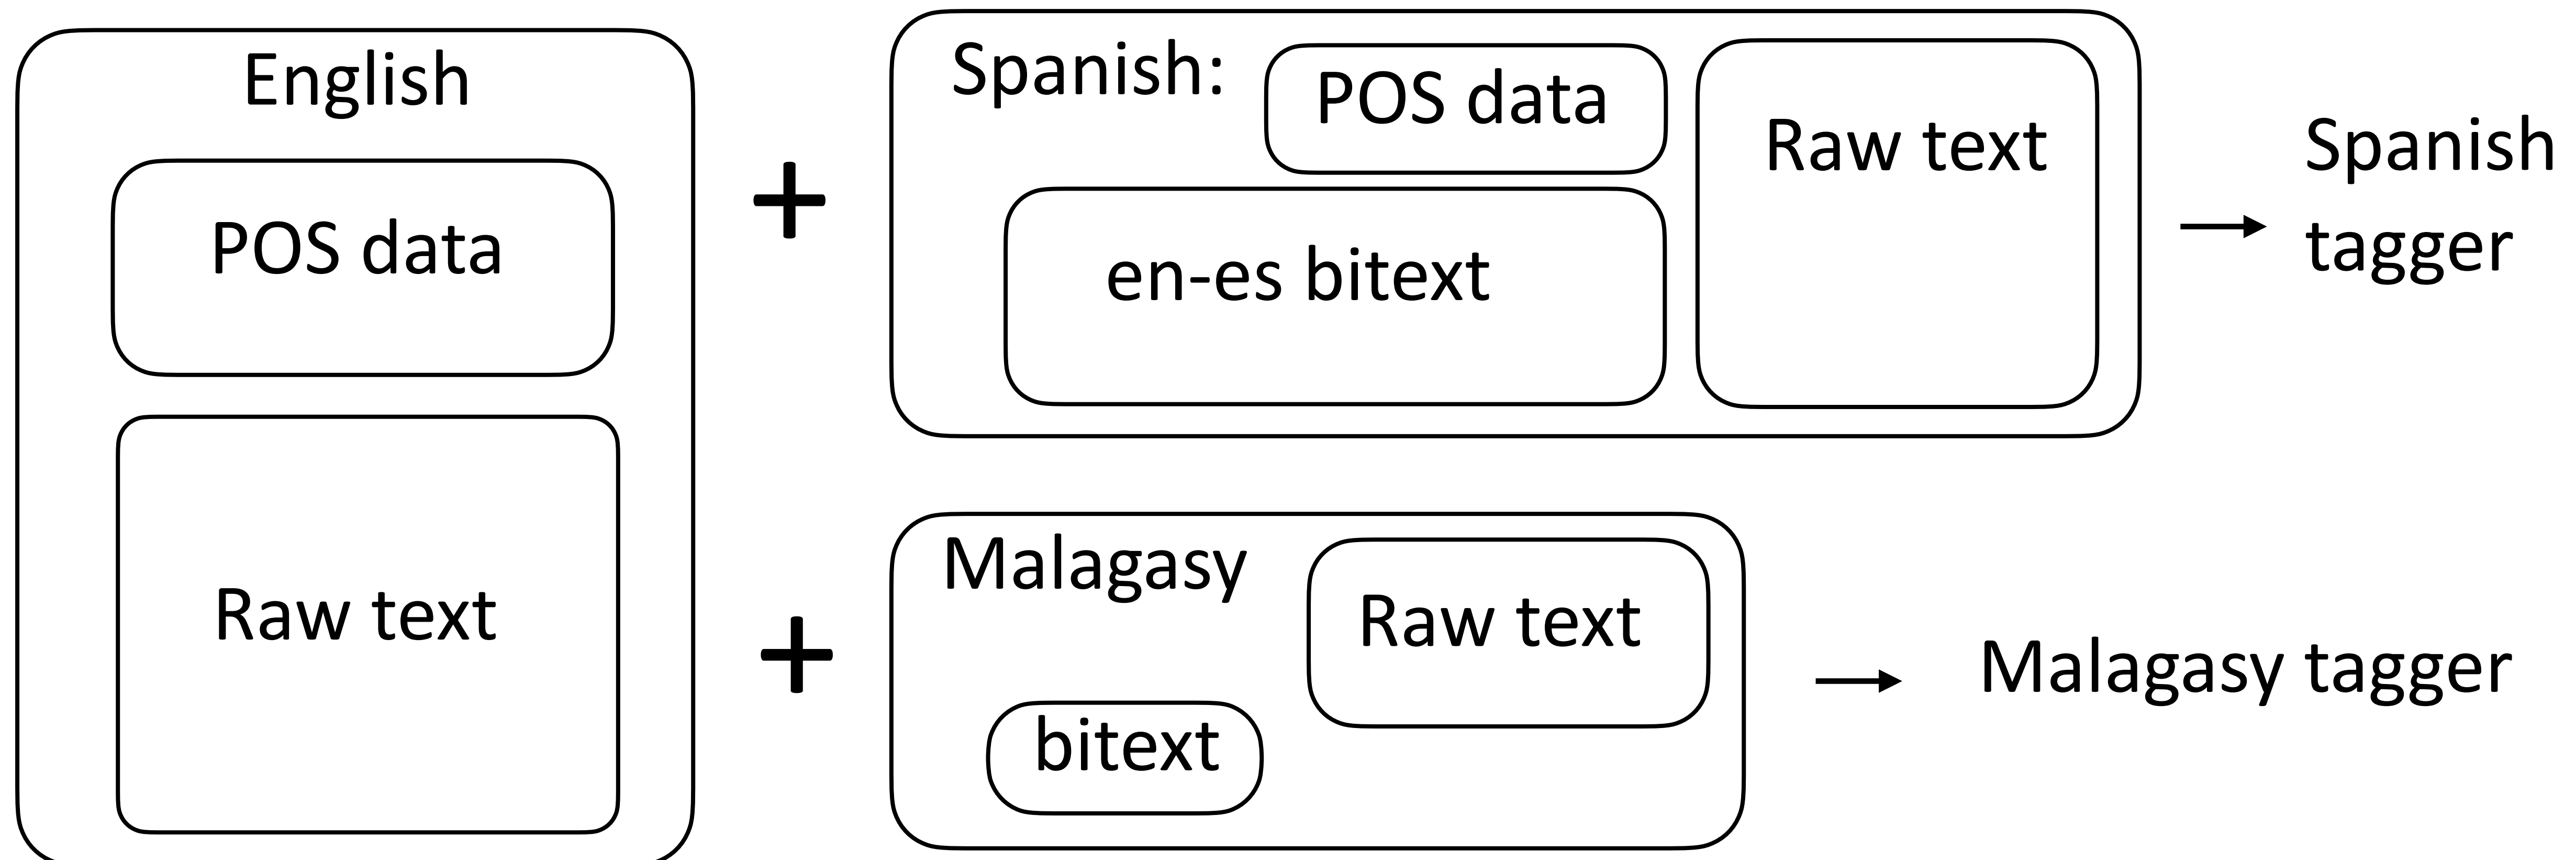 English
POS data
Raw text
+
Spanish:
POS data
en-es bitext
Raw text
Spanish
tagger
+
Malagasy
Raw text
bitext
Malagasy tagger